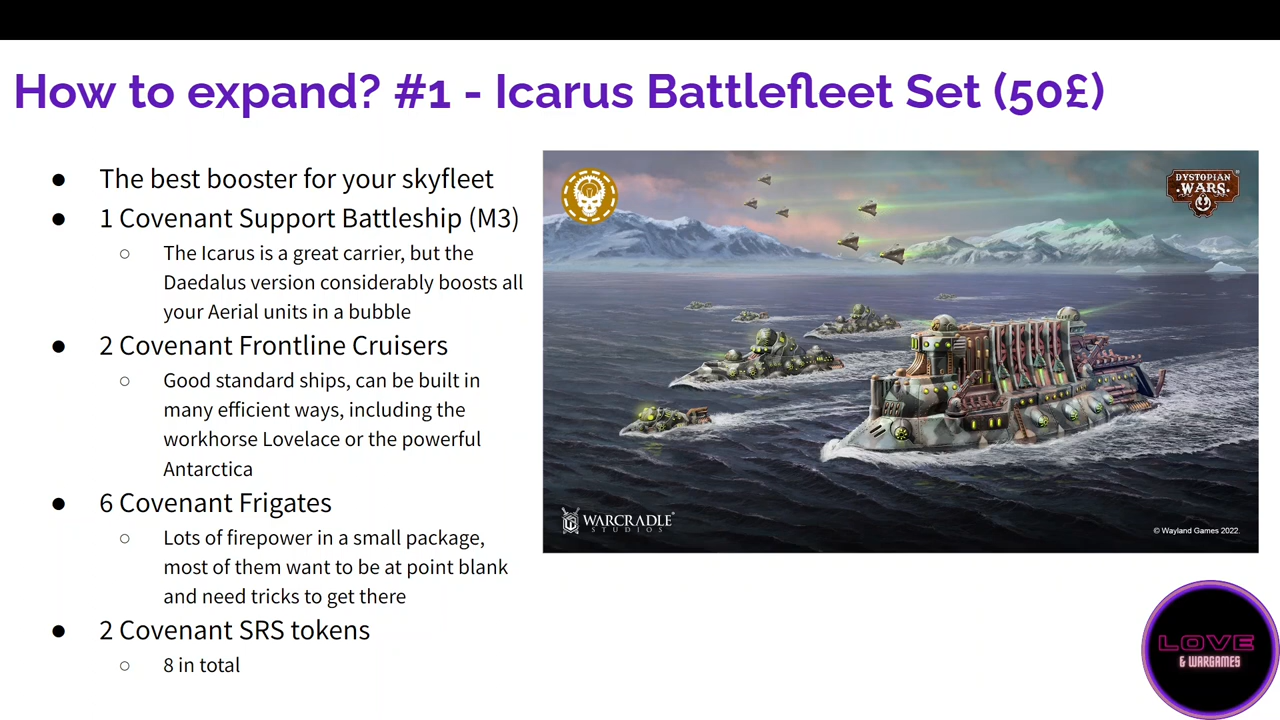 How to expand? #1 - Icarus Battlefleet Set (50£)
● The best booster for your skyfleet
● 1 Covenant Support Battleship (M3)
○ The Icarus is a great carrier, but the
Daedalus version considerably boosts all
your Aerial units in a bubble
● 2 Covenant Frontline Cruisers
○ Good standard ships, can be built in
many efficient ways, including the
workhorse Lovelace or the powerful
Antarctica
● 6 Covenant Frigates
○ Lots of firepower in a small package,
most of them want to be at point blank
and need tricks to get there
● 2 Covenant SRS tokens
○ 8 in total
DYSTOPIAN
WARS
WARCRADLE
STUDIOS
© Wayland Games 2022.
LOVE
& WARGAMES